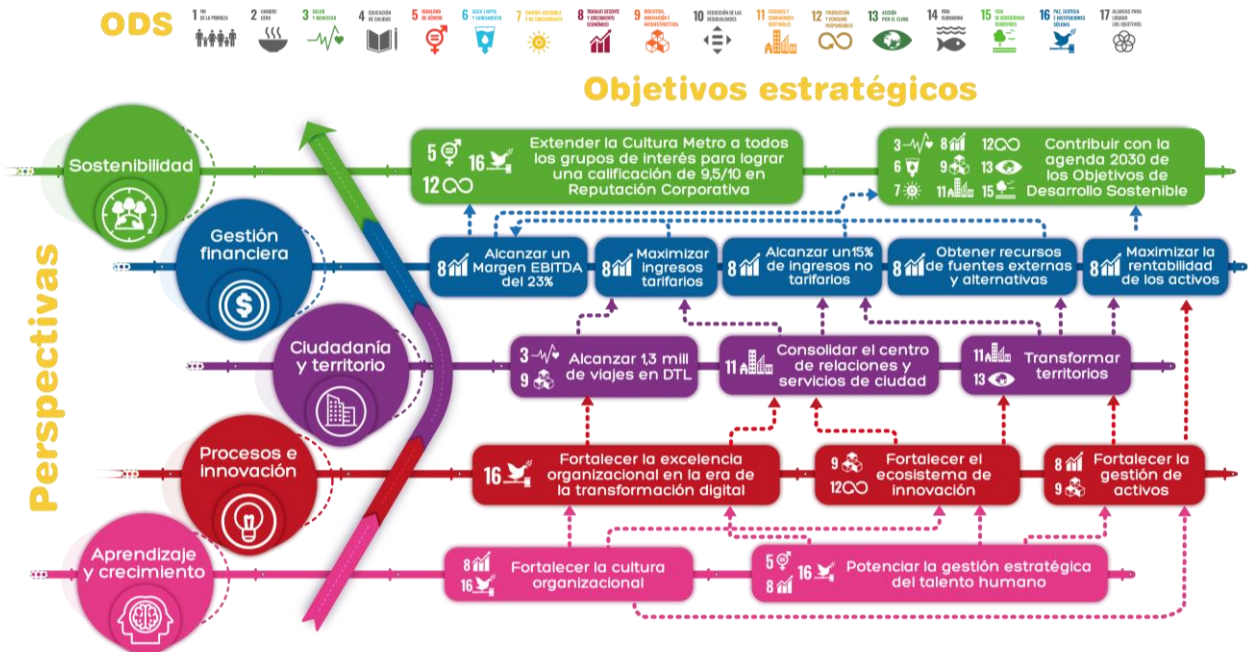 ODS
1 FIN DE LA POBREZA
2 HAMBRE CERO
3 SALUD Y BIENESTAR
4 EDUCACIÓN DE CALIDAD
5 IGUALDAD DE GÉNERO
6 AGUA LIMPIA Y SANEAMIENTO
7 ENERGÍA ASEQUIBLE Y NO CONTAMINANTE
8 TRABAJO DECENTE Y CRECIMIENTO ECONÓMICO
9 INDUSTRIA, INNOVACIÓN E INFRAESTRUCTURA
10 REDUCCIÓN DE LAS DESIGUALDADES
11 CIUDADES Y COMUNIDADES SOSTENIBLES
12 PRODUCCIÓN Y CONSUMO RESPONSABLES
13 ACCIÓN POR EL CLIMA
14 VIDA SUBMARINA
15 VIDA DE ECOSISTEMAS TERRESTRES
16 PAZ, JUSTICIA E INSTITUCIONES SÓLIDAS
17 ALIANZAS PARA LOGRAR LOS OBJETIVOS
Objetivos estratégicos
Perspectivas
Sostenibilidad
5 16 12
Extender la Cultura Metro a todos
los grupos de interés para lograr
una calificación de 9,5/10 en
Reputación Corporativa
3 8 12
6 9 13
7 11 15
Contribuir con la
agenda 2030 de
los Objetivos de
Desarrollo Sostenible
Gestión
financiera
8
Alcanzar un
Margen EBITDA
del 23%
8
Maximizar
ingresos
tarifarios
8
Alcanzar un15%
de ingresos no
tarifarios
8
Obtener recursos
de fuentes externas
y alternativas
8
Maximizar la
rentabilidad
de los activos
Ciudadanía
y territorio
3
9
Alcanzar 1,3 mill
de viajes en DTL
11
Consolidar el centro
de relaciones y
servicios de ciudad
11
13
Transformar
territorios
Procesos e
innovación
16
Fortalecer la excelencia
organizacional en la era de
la transformación digital
9
12
Fortalecer el
ecosistema de
innovación
8
9
Fortalecer la
gestión de
activos
Aprendizaje
y crecimiento
8
16
Fortalecer la cultura
organizacional
5 16
8
Potenciar la gestión estratégica
del talento humano